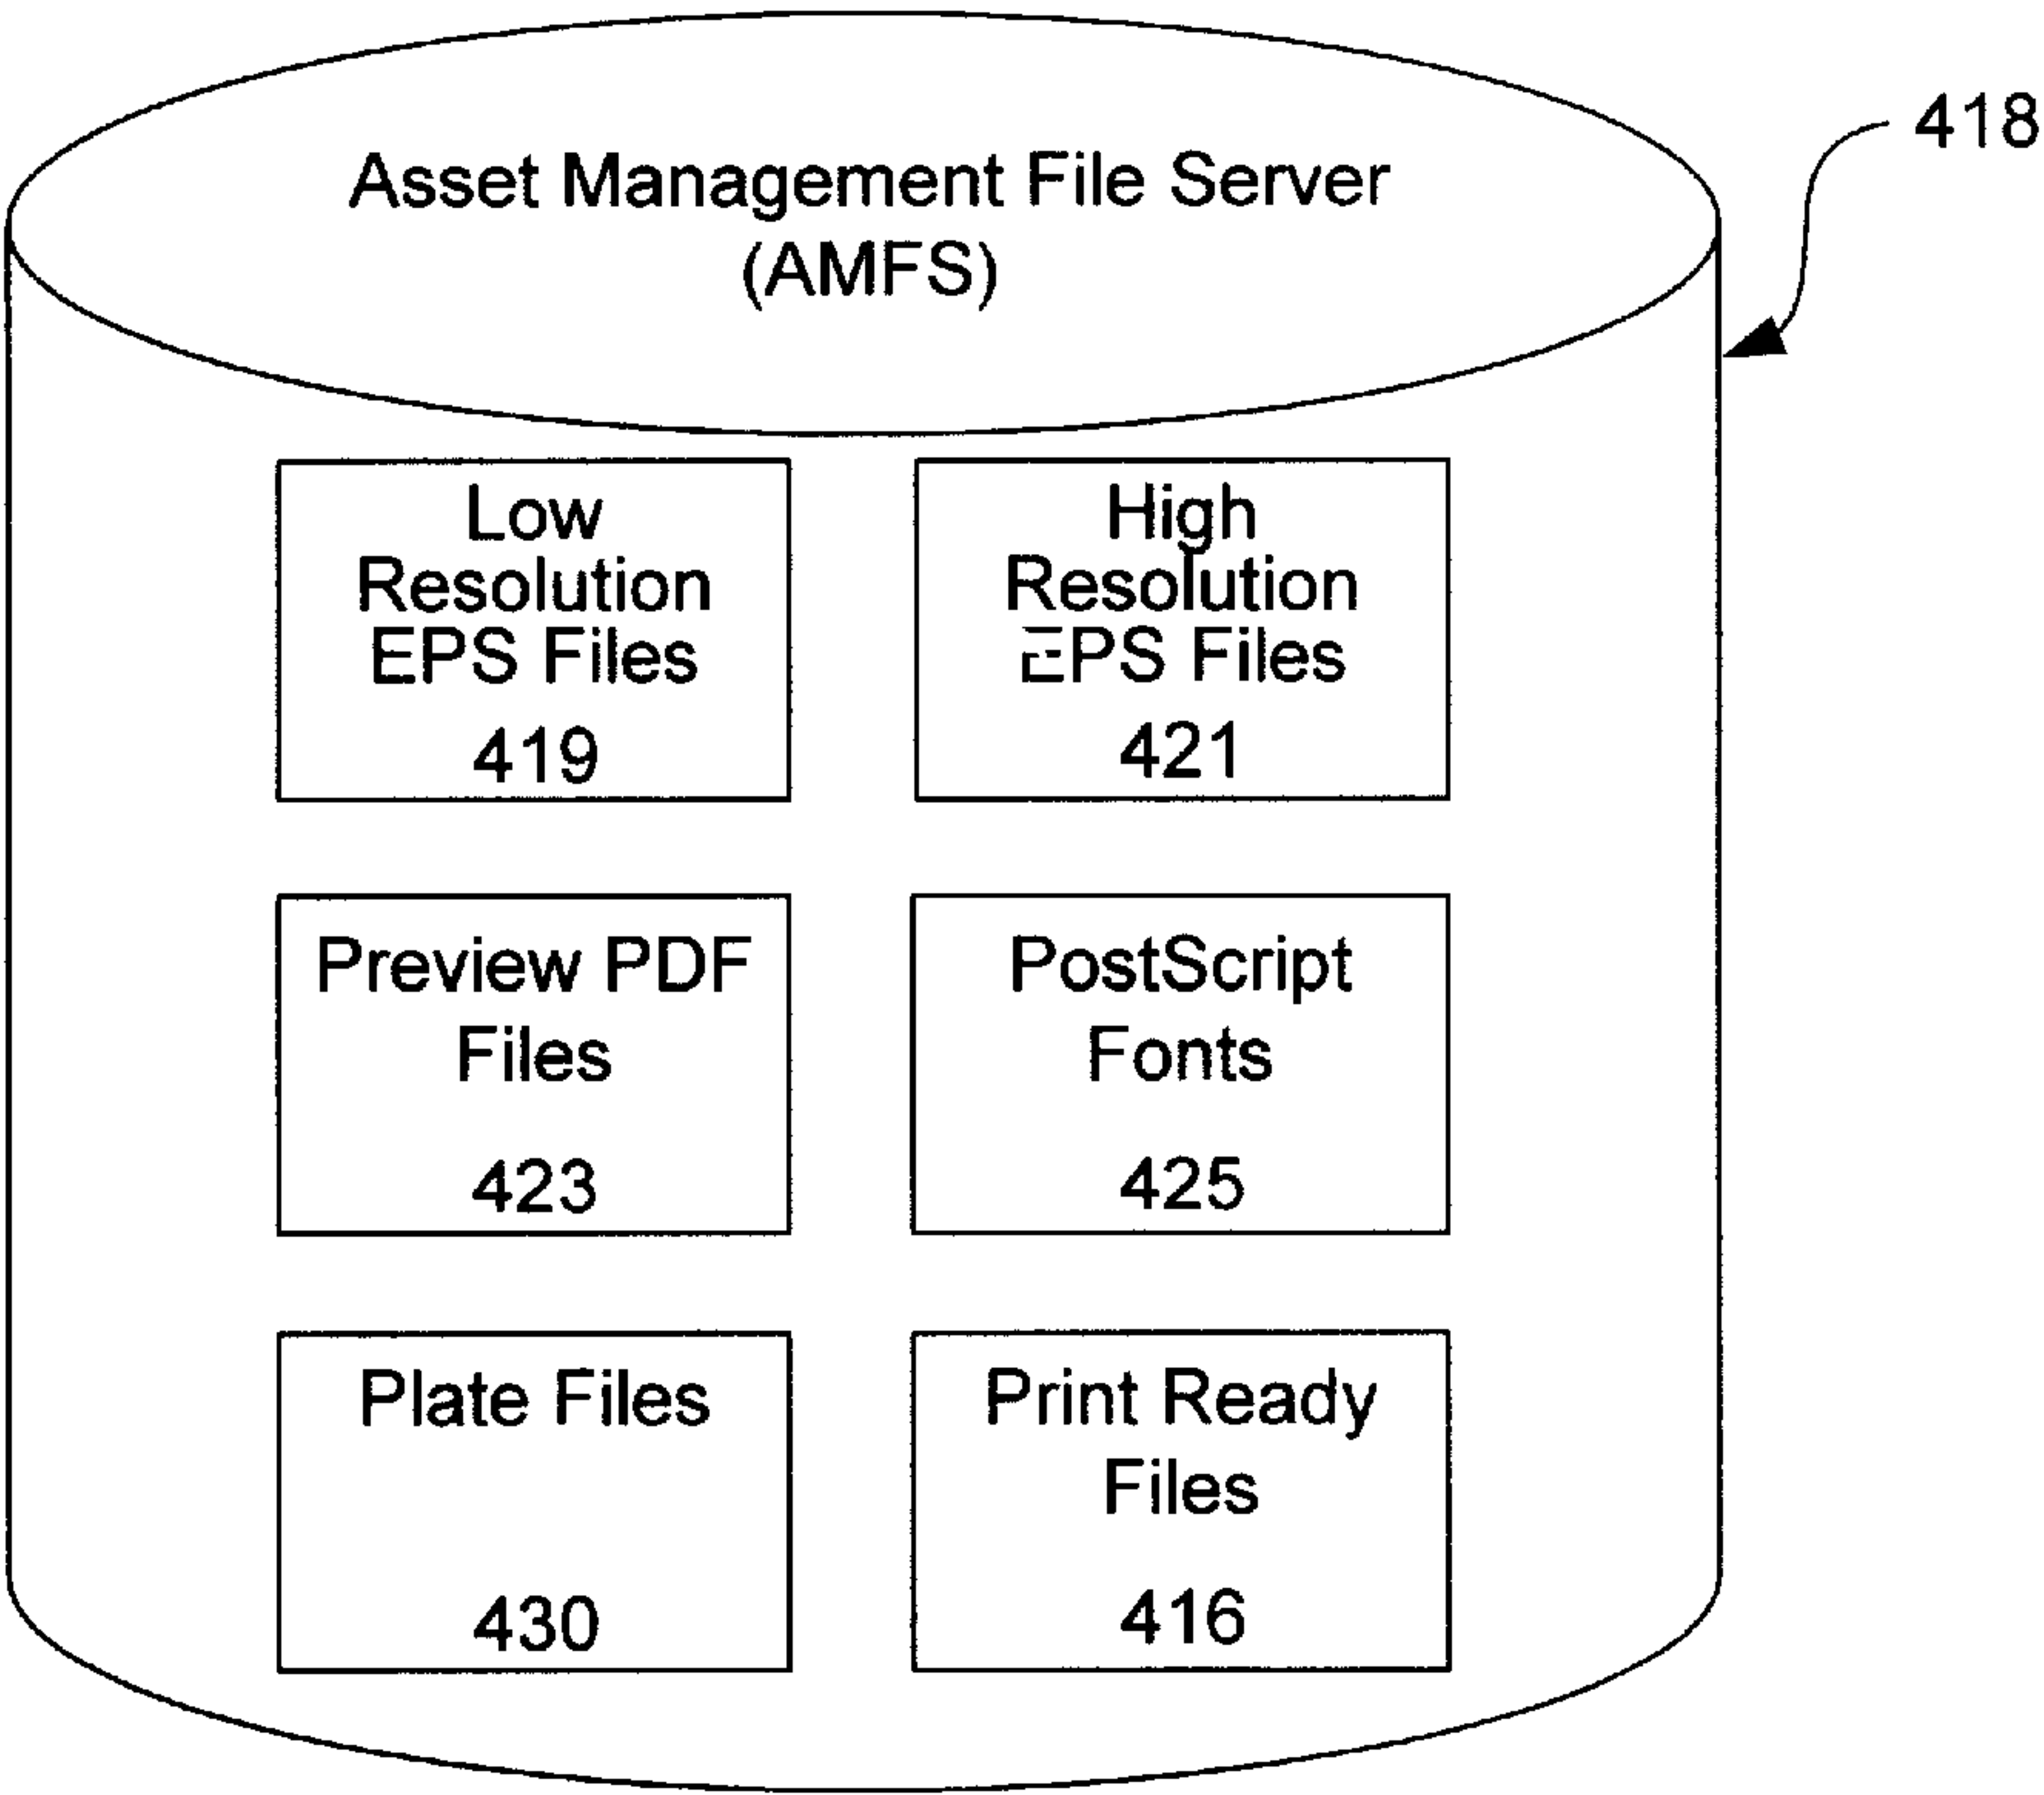 Asset Management File Server
(AMFS)
418
Low
Resolution
EPS Files
419
High
Resolution
EPS Files
421
Preview PDF
Files
423
PostScript
Fonts
425
Plate Files
430
Print Ready
Files
416